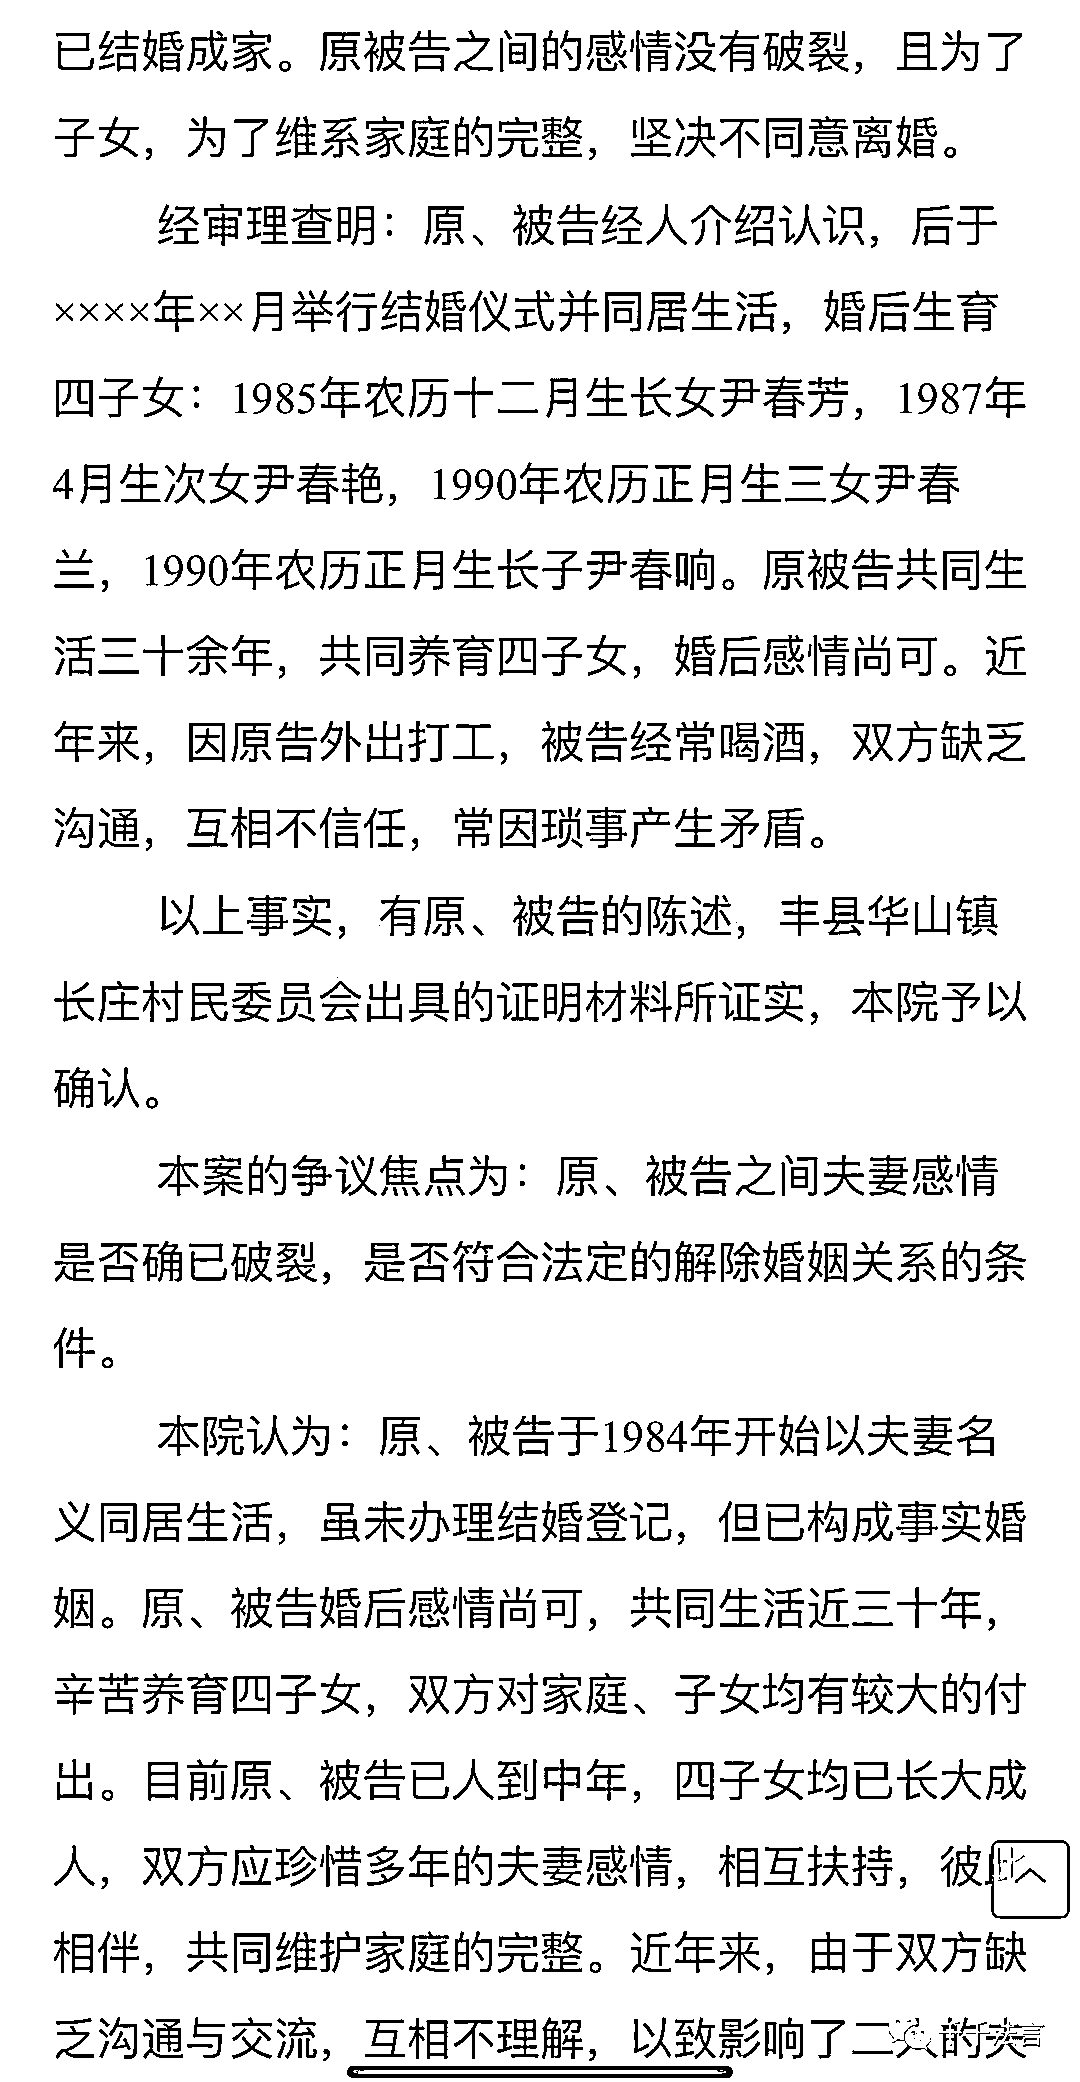 已结婚成家。原被告之间的感情没有破裂，且为了
子女，为了维系家庭的完整，坚决不同意离婚。
经审理查明：原、被告经人介绍认识，后于
××××年××月举行结婚仪式并同居生活，婚后生育
四子女：1985年农历十二月生长女尹春芳，1987年
4月生次女尹春艳，1990年农历正月生三女尹春
兰，1990年农历正月生长子尹春响。原被告共同生
活三十余年，共同养育四子女，婚后感情尚可。近
年来，因原告外出打工，被告经常喝酒，双方缺乏
沟通，互相不信任，常因琐事产生矛盾。
以上事实，有原、被告的陈述，丰县华山镇
长庄村民委员会出具的证明材料所证实，本院予以
确认。
本案的争议焦点为：原、被告之间夫妻感情
是否确已破裂，是否符合法定的解除婚姻关系的条
件。
本院认为：原、被告于1984年开始以夫妻名
义同居生活，虽未办理结婚登记，但已构成事实婚
姻。原、被告婚后感情尚可，共同生活近三十年，
辛苦养育四子女，双方对家庭、子女均有较大的付
出。目前原、被告已人到中年，四子女均已长大成
人，双方应珍惜多年的夫妻感情，相互扶持，彼此
相伴，共同维护家庭的完整。近年来，由于双方缺
乏沟通与交流，互相不理解，以致影响了二人的夫